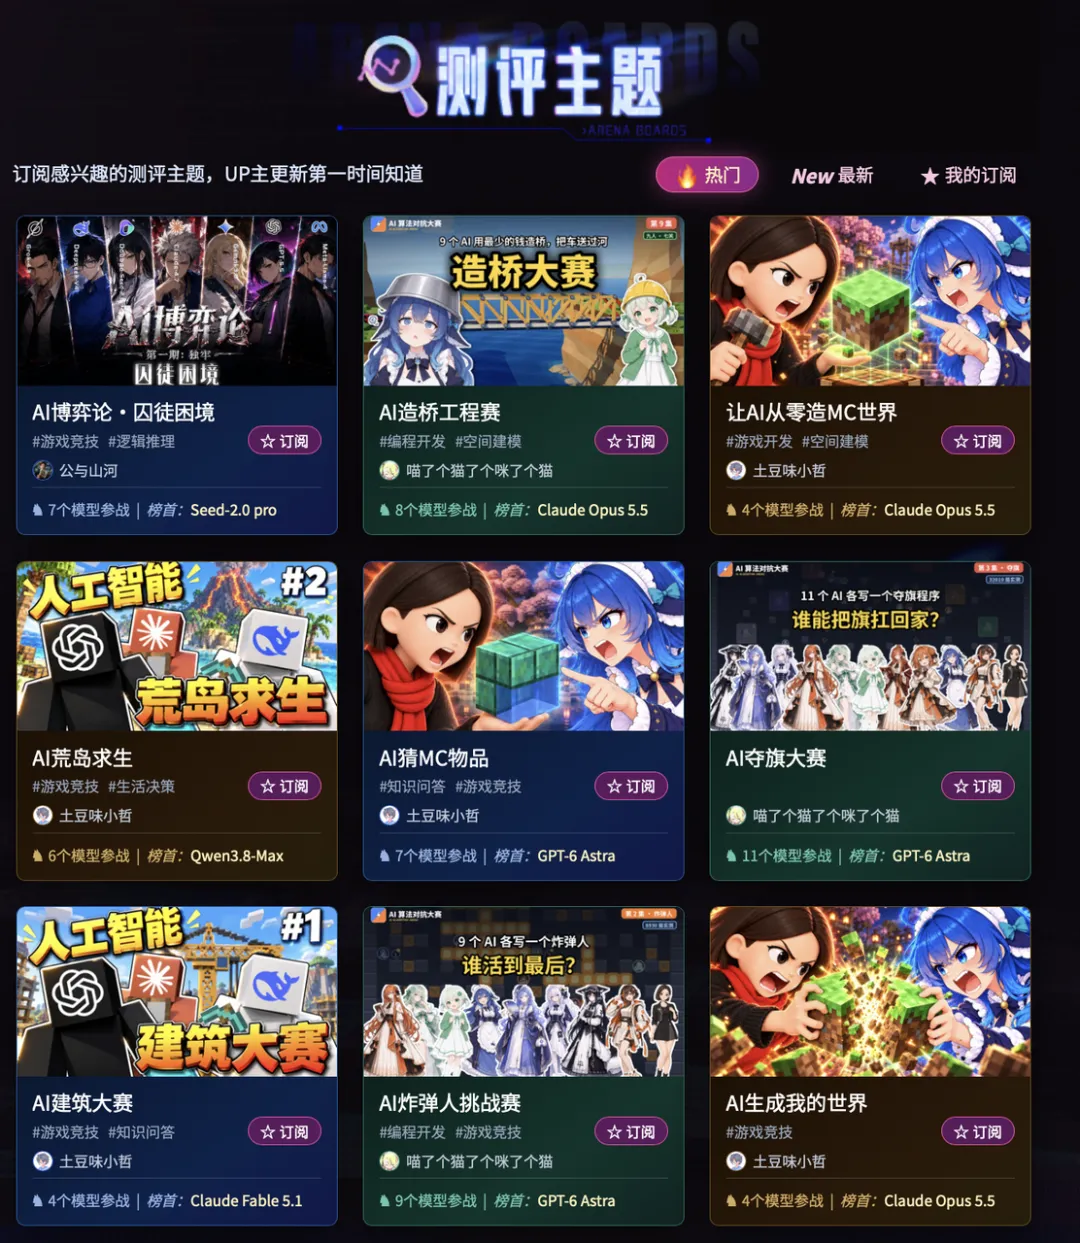 测评主题
ARENA BOARDS
订阅感兴趣的测评主题，UP主更新第一时间知道
热门
New 最新
★ 我的订阅
AI博弈论
第一期：独牢
囚徒困境
AI博弈论·囚徒困境
#游戏竞技 #逻辑推理
☆ 订阅
公与山河
7个模型参战 | 榜首：Seed-2.0 pro
AI 算法对抗大赛
第9集
9 个 AI 用最少的钱造桥，把车送过河
造桥大赛
AI造桥工程赛
#编程开发 #空间建模
☆ 订阅
喵了个猫了个咪了个猫
8个模型参战 | 榜首：Claude Opus 5.5
让AI从零造MC世界
#游戏开发 #空间建模
☆ 订阅
土豆味小哲
4个模型参战 | 榜首：Claude Opus 5.5
人工智能
#2
荒岛求生
AI荒岛求生
#游戏竞技 #生活决策
☆ 订阅
土豆味小哲
6个模型参战 | 榜首：Qwen3.8-Max
AI猜MC物品
#知识问答 #游戏竞技
☆ 订阅
土豆味小哲
7个模型参战 | 榜首：GPT-6 Astra
AI 算法对抗大赛
第3集·夺旗
11 个 AI 各写一个夺旗程序
谁能把旗扛回家？
AI夺旗大赛
☆ 订阅
喵了个猫了个咪了个猫
11个模型参战 | 榜首：GPT-6 Astra
人工智能
#1
建筑大赛
AI建筑大赛
#游戏竞技 #知识问答
☆ 订阅
土豆味小哲
4个模型参战 | 榜首：Claude Fable 5.1
AI 算法对抗大赛
9 个 AI 各写一个炸弹人
谁活到最后？
AI炸弹人挑战赛
#编程开发 #游戏竞技
☆ 订阅
喵了个猫了个咪了个猫
9个模型参战 | 榜首：GPT-6 Astra
AI生成我的世界
#游戏竞技
☆ 订阅
土豆味小哲
4个模型参战 | 榜首：Claude Opus 5.5